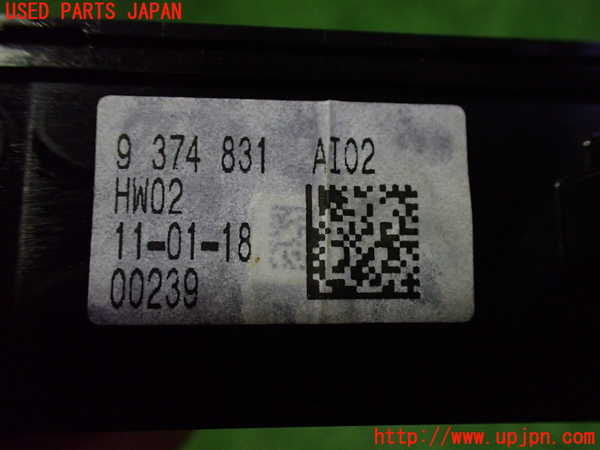 USED PARTS JAPAN
9 374 831 AI02
HW02
11-01-18
00239
http://www.upjpn.com/